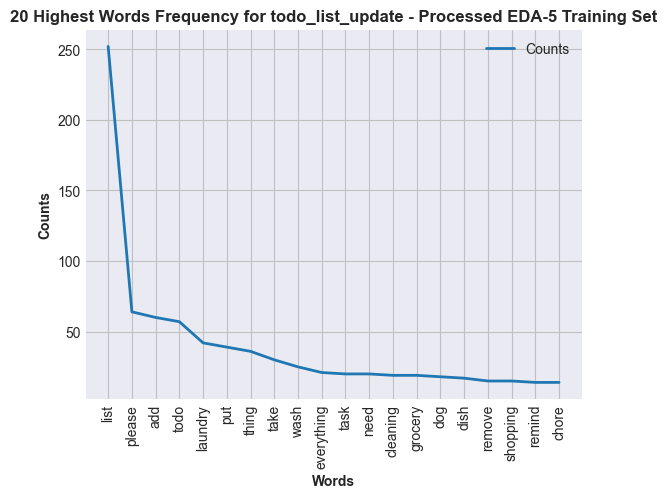 20 Highest Words Frequency for todo_list_update - Processed EDA-5 Training Set
Counts
250
200
150
100
50
Counts
list
please
add
todo
laundry
put
thing
take
wash
everything
task
need
cleaning
grocery
dog
dish
remove
shopping
remind
chore
Words